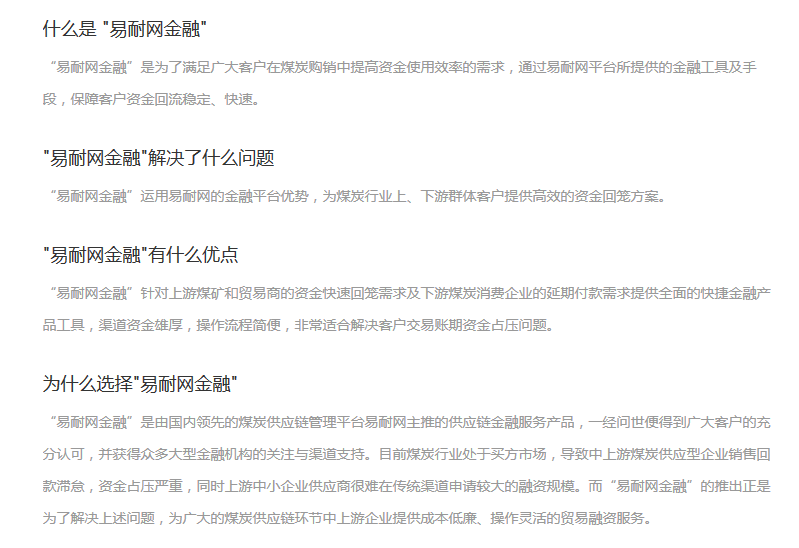 什么是 "易耐网金融"
“易耐网金融”是为了满足广大客户在煤炭购销中提高资金使用效率的需求，通过易耐网平台所提供的金融工具及手
段，保障客户资金回流稳定、快速。
"易耐网金融"解决了什么问题
“易耐网金融”运用易耐网的金融平台优势，为煤炭行业上、下游群体客户提供高效的资金回笼方案。
"易耐网金融"有什么优点
“易耐网金融”针对上游煤矿和贸易商的资金快速回笼需求及下游煤炭消费企业的延期付款需求提供全面的快捷金融产
品工具，渠道资金雄厚，操作流程简便，非常适合解决客户交易账期资金占压问题。
为什么选择"易耐网金融"
“易耐网金融”是由国内领先的煤炭供应链管理平台易耐网主推的供应链金融服务产品，一经问世便得到广大客户的充
分认可，并获得众多大型金融机构的关注与渠道支持。目前煤炭行业处于买方市场，导致中上游煤炭供应型企业销售回
款滞怠，资金占压严重，同时上游中小企业供应商很难在传统渠道申请较大的融资规模。而“易耐网金融”的推出正是
为了解决上述问题，为广大的煤炭供应链环节中上游企业提供成本低廉、操作灵活的贸易融资服务。